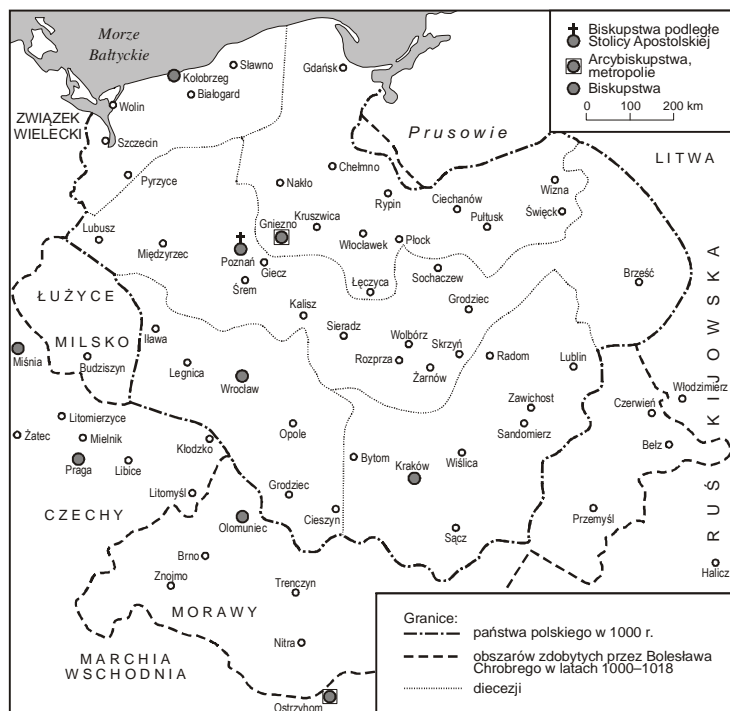 Morze
Bałtyckie
Biskupstwa podległe
Stolicy Apostolskiej
Arcybiskupstwa,
metropolie
Biskupstwa
0 100 200 km
Sławno
Gdańsk
Kołobrzeg
Białogard
Wolin
ZWIĄZEK
WIELECKI
Szczecin
Prusowie
LITWA
Pyrzyce
Chełmno
Nakło
Rypin
Ciechanów
Wizna
Święck
Pułtusk
Lubusz
Międzyrzec
Gniezno
Kruszwica
Włocławek
Płock
Poznań
Giecz
Śrem
Łęczyca
Sochaczew
Brześć
ŁUŻYCE
Kalisz
Grodziec
MILSKO
Iława
Sieradz
Wolbórz
Skrzyń
Radom
Miśnia
Budziszyn
Legnica
Wrocław
Rozprza
Żarnów
Lublin
Włodzimierz
Zawichost
Czerwień
Litomierzyce
Żatec
Mielnik
Kłodzko
Opole
Sandomierz
Praga
Libice
Bytom
Kraków
Wiślica
Bełz
Litomyśl
Grodziec
Cieszyn
Przemyśl
RUŚ KIJOWSKA
CZECHY
Ołomuniec
Sącz
Halicz
Brno
Znojmo
Trenczyn
MORAWY
Nitra
MARCHIA
WSCHODNIA
Ostrzyhom
Granice:
państwa polskiego w 1000 r.
obszarów zdobytych przez Bolesława
Chrobrego w latach 1000–1018
diecezji